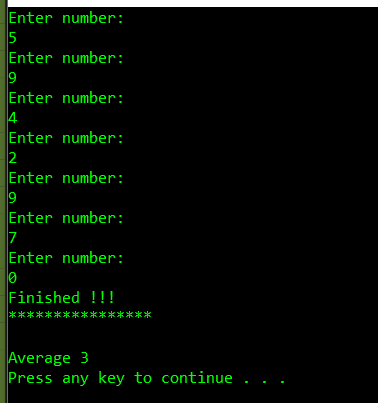 Enter number:
5
Enter number:
9
Enter number:
4
Enter number:
2
Enter number:
9
Enter number:
7
Enter number:
0
Finished !!!
****************
Average 3
Press any key to continue . . .